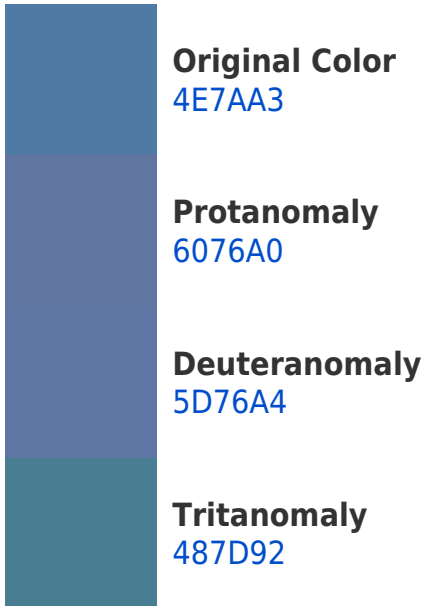 Original Color
4E7AA3
Protanomaly
6076A0
Deuteranomaly
5D76A4
Tritanomaly
487D92